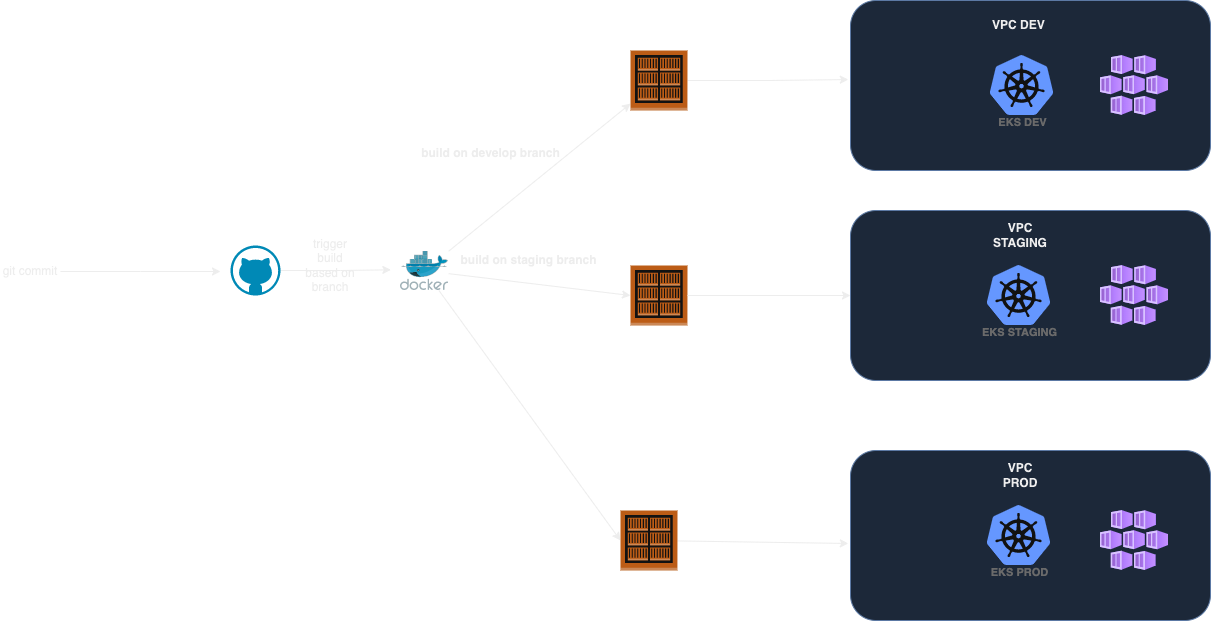 VPC DEV
EKS DEV
build on develop branch
VPC
STAGING
trigger
build
based on
branch
git commit
docker
build on staging branch
EKS STAGING
VPC
PROD
EKS PROD